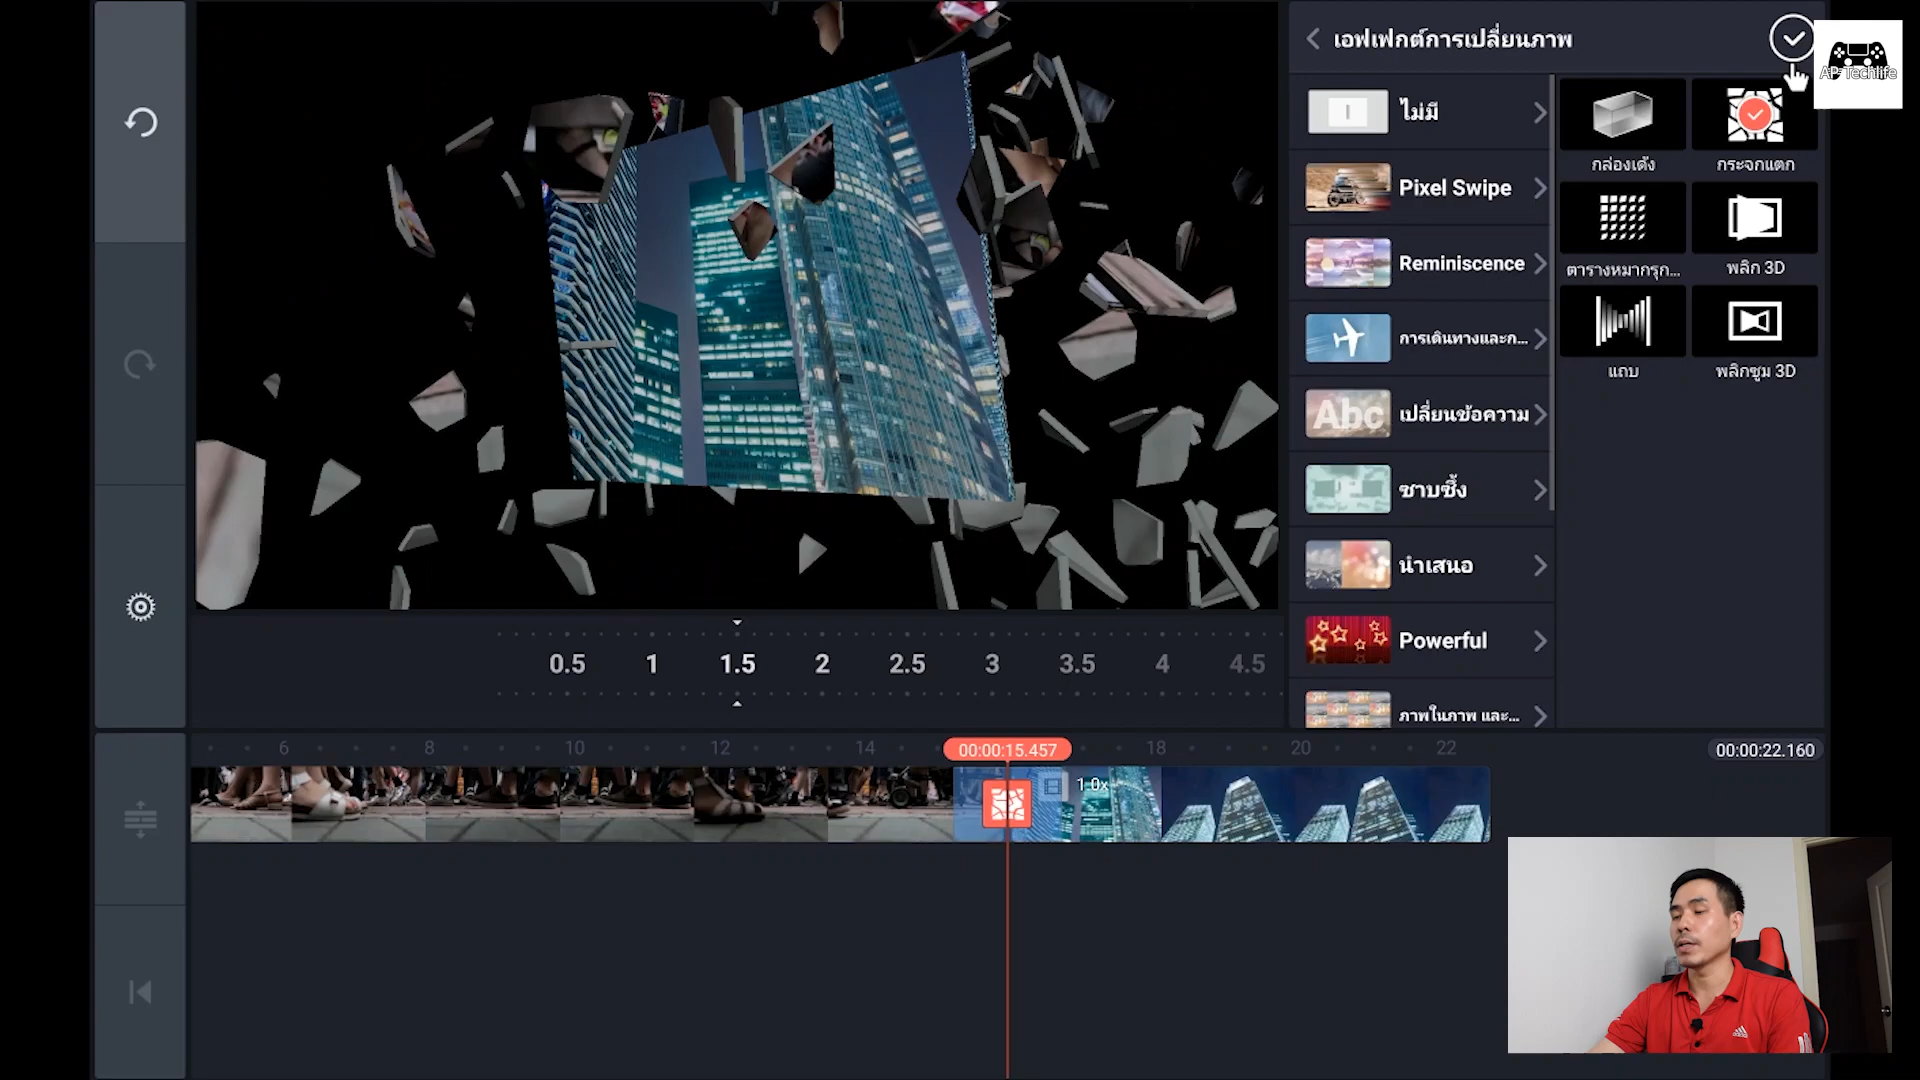 เอฟเฟกต์การเปลี่ยนภาพ
AP Techlife
ไม่มี
Pixel Swipe
Reminiscence
การเดินทางและก...
Abc
เปลี่ยนข้อความ
ซาบซึ้ง
นำเสนอ
Powerful
ภาพในภาพ และ...
กล่องเด้ง
กระจกแตก
ตารางหมากรุก...
พลิก 3D
แถบ
พลิกซูม 3D
0.5 1 1.5 2 2.5 3 3.5 4 4.5
6 8 10 12 14 00:00:15.457 18 20 22 00:00:22.160
1.0x